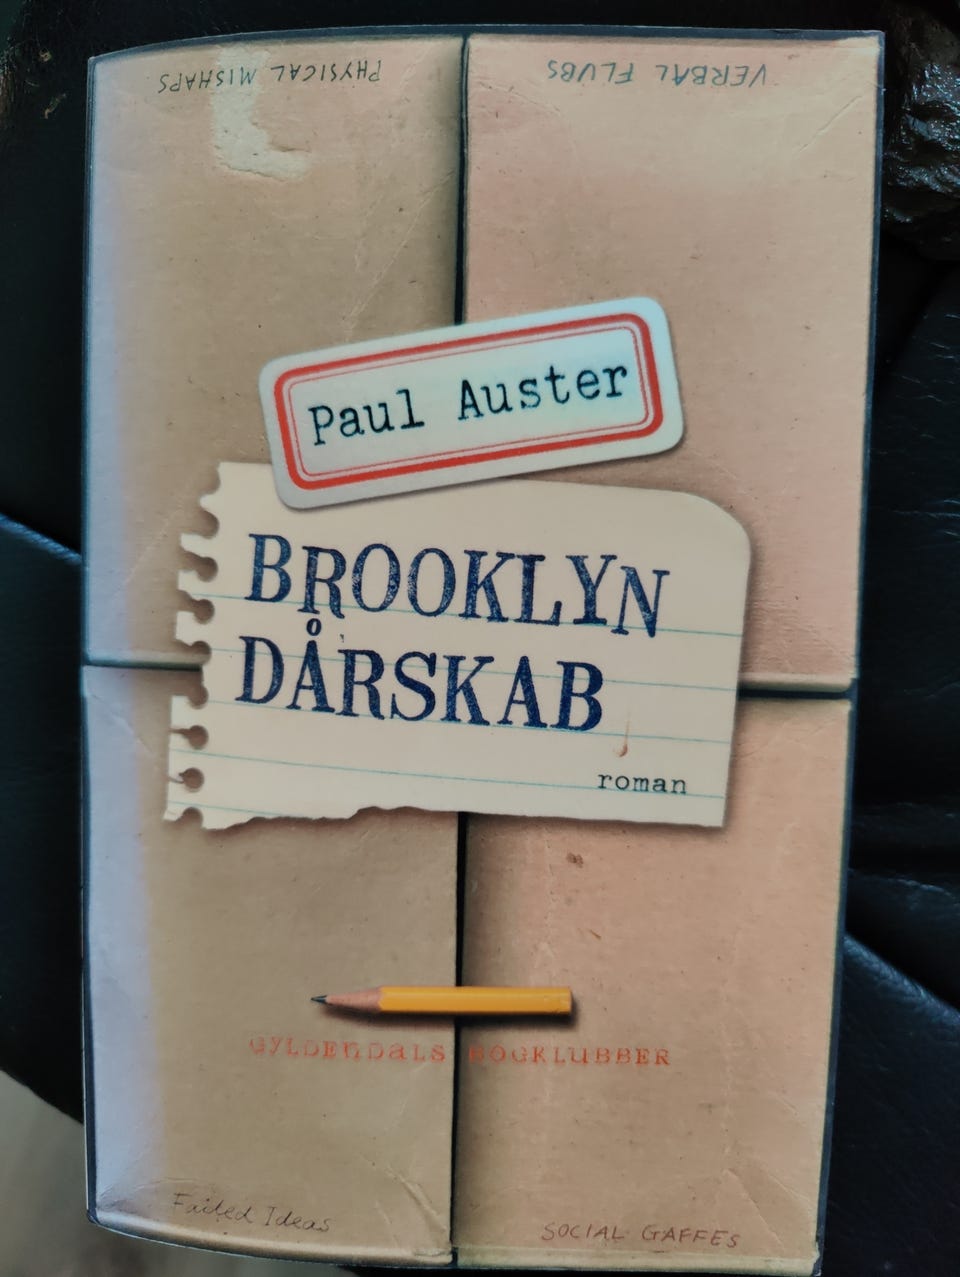 PHYSICAL MISHAPS
VERBAL FLUBS
Paul Auster
BROOKLYN
DÅRSKAB
roman
GYLDENDALS BOGKLUBBER
Failed Ideas
SOCIAL GAFFES